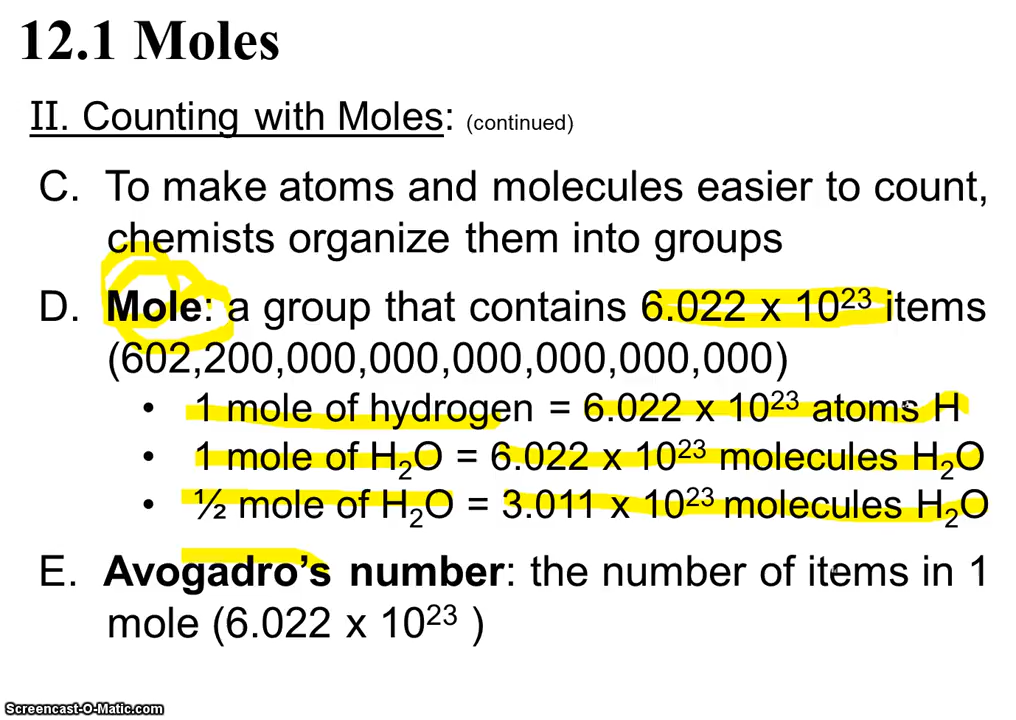 12.1 Moles
II. Counting with Moles: (continued)
C. To make atoms and molecules easier to count,
chemists organize them into groups
D. Mole: a group that contains 6.022 x 10²³ items
(602,200,000,000,000,000,000,000)
• 1 mole of hydrogen = 6.022 x 10²³ atoms H
• 1 mole of H₂O = 6.022 x 10²³ molecules H₂O
• ½ mole of H₂O = 3.011 x 10²³ molecules H₂O
E. Avogadro’s number: the number of items in 1
mole (6.022 x 10²³ )
Screencast-O-Matic.com